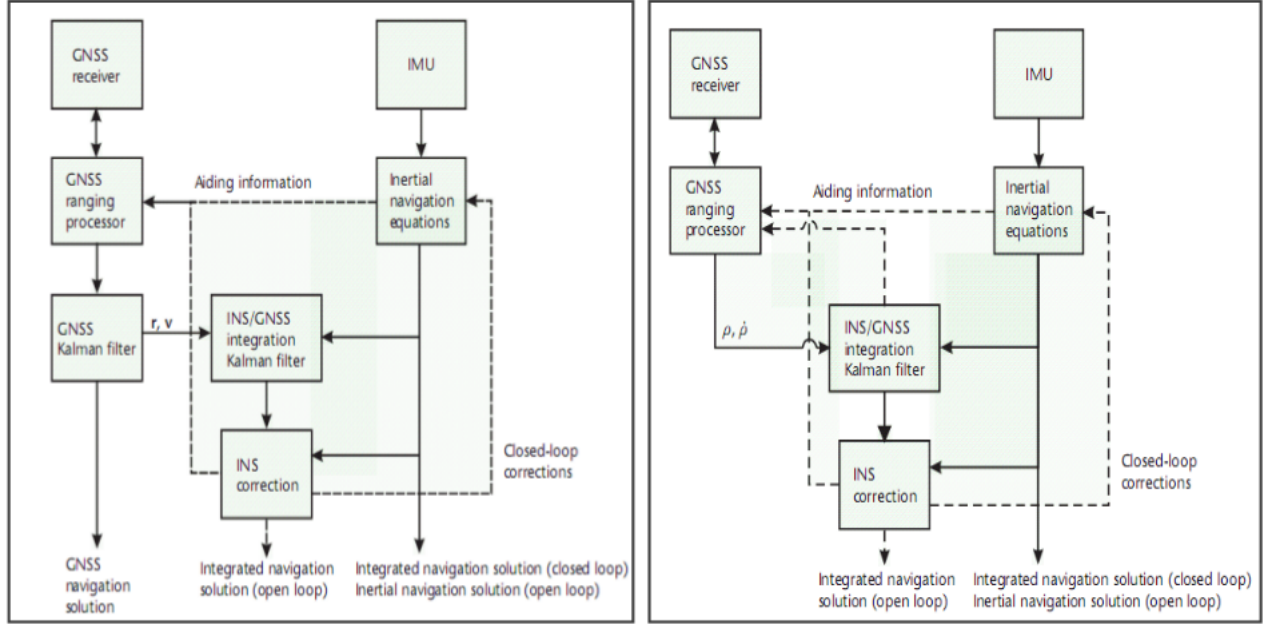 GNSS
receiver
IMU
GNSS
ranging
processor
Aiding information
Inertial
navigation
equations
GNSS
Kalman filter
r, v
INS/GNSS
integration
Kalman filter
INS
correction
Closed-loop
corrections
GNSS
navigation
solution
Integrated navigation
solution (open loop)
Integrated navigation solution (closed loop)
Inertial navigation solution (open loop)
GNSS
receiver
IMU
GNSS
ranging
processor
Aiding information
Inertial
navigation
equations
ρ, ρ̇
INS/GNSS
integration
Kalman filter
INS
correction
Closed-loop
corrections
Integrated navigation
solution (open loop)
Integrated navigation solution (closed loop)
Inertial navigation solution (open loop)